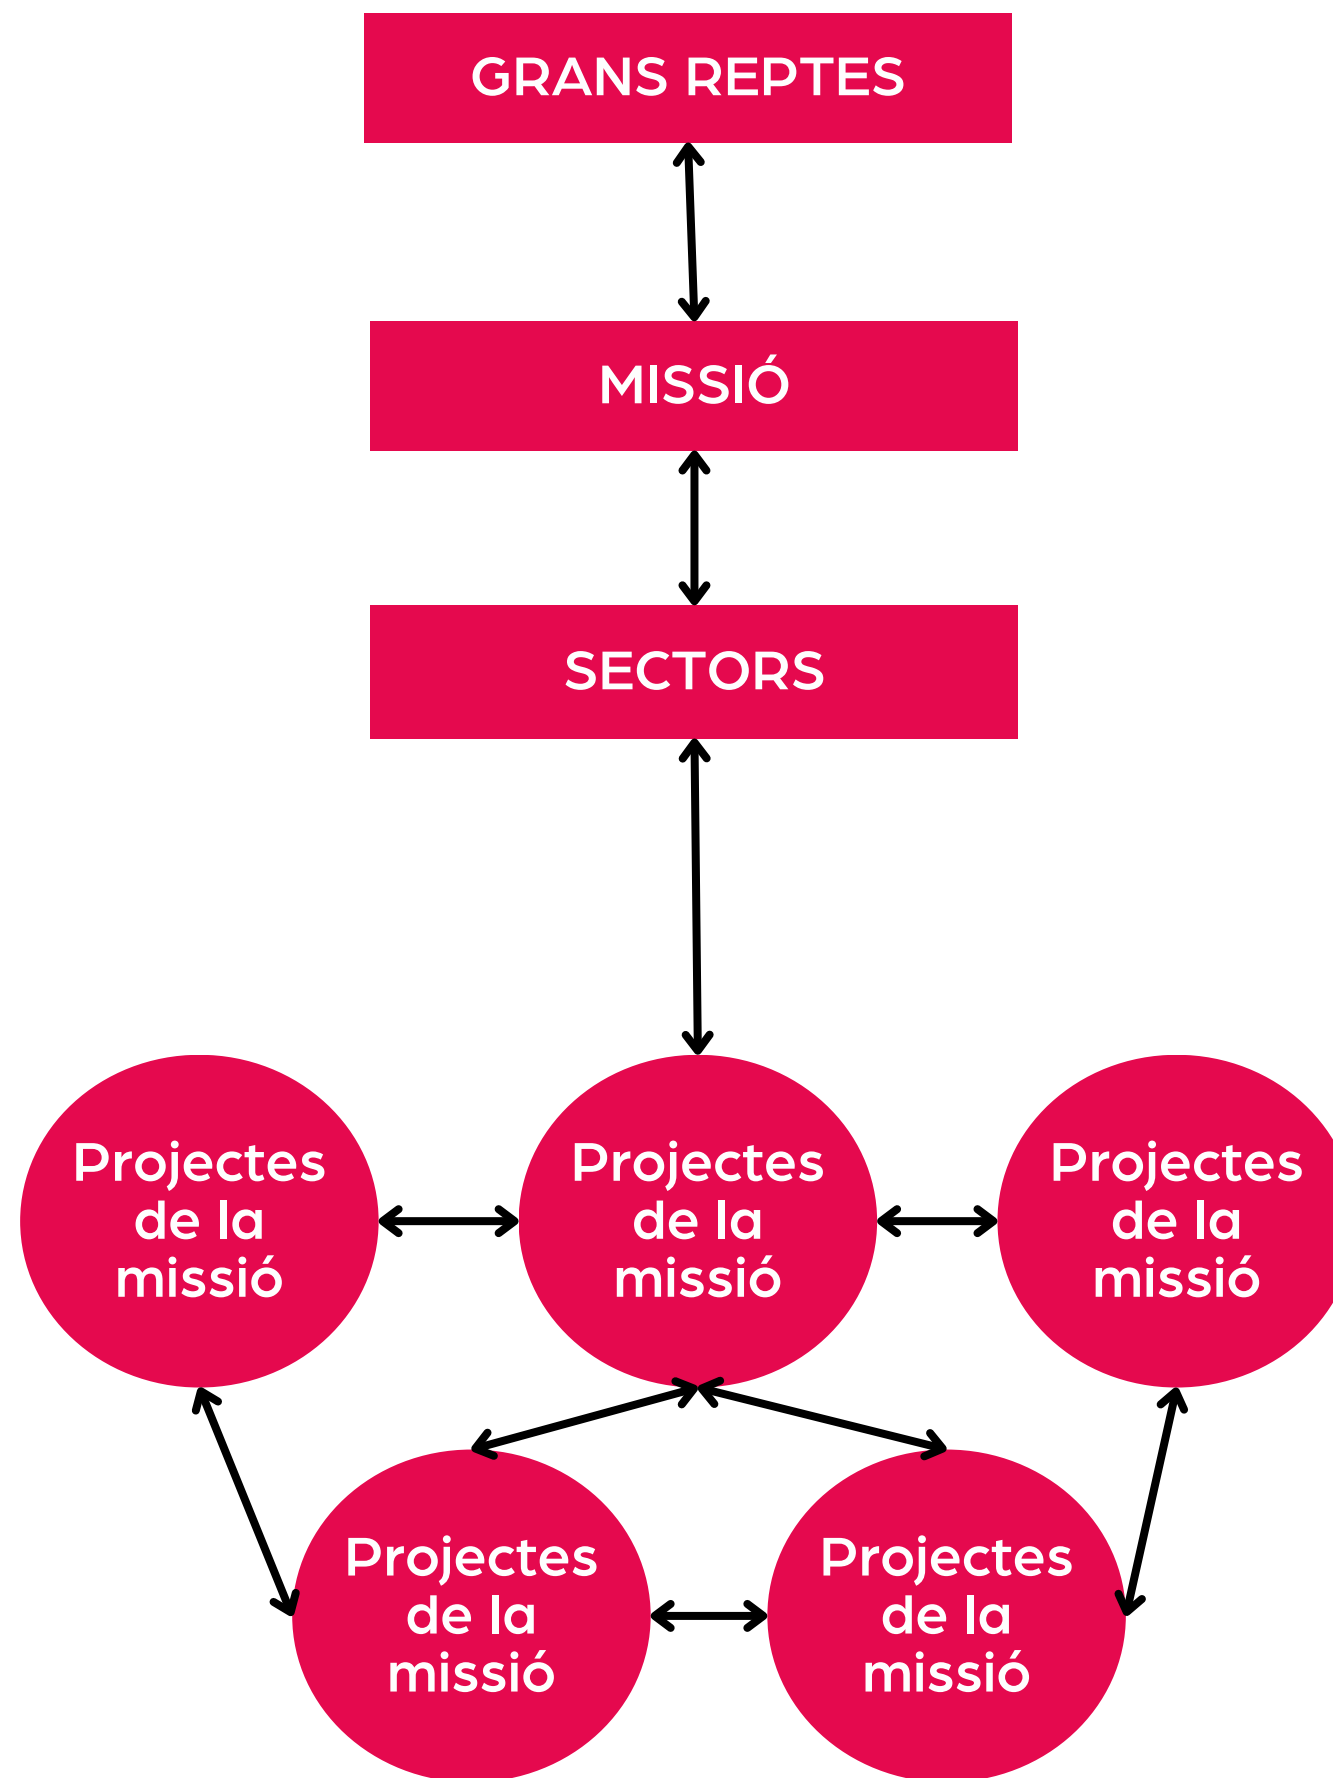 GRANS REPTES
MISSIÓ
SECTORS
Projectes
de la
missió
Projectes
de la
missió
Projectes
de la
missió
Projectes
de la
missió
Projectes
de la
missió